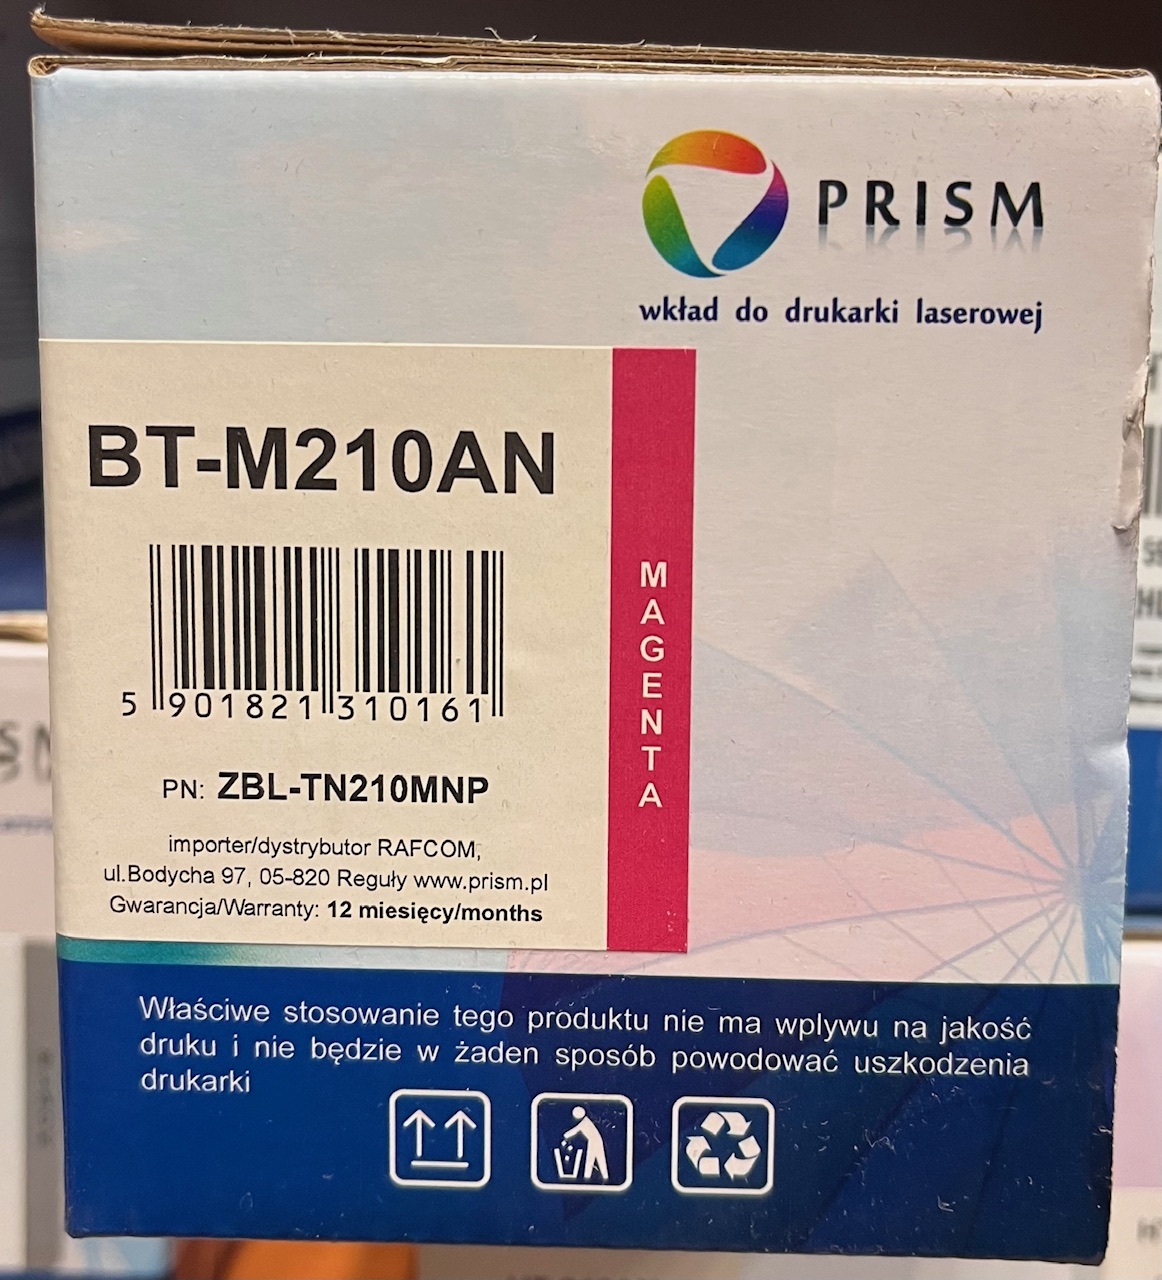 PRISM
wkład do drukarki laserowej
BT-M210AN
MAGENTA
5 901821 310161
PN: ZBL-TN210MNP
importer/dystrybutor RAFCOM,
ul.Bodycha 97, 05-820 Reguły www.prism.pl
Gwarancja/Warranty: 12 miesięcy/months
Właściwe stosowanie tego produktu nie ma wplywu na jakość
druku i nie będzie w żaden sposób powodować uszkodzenia
drukarki